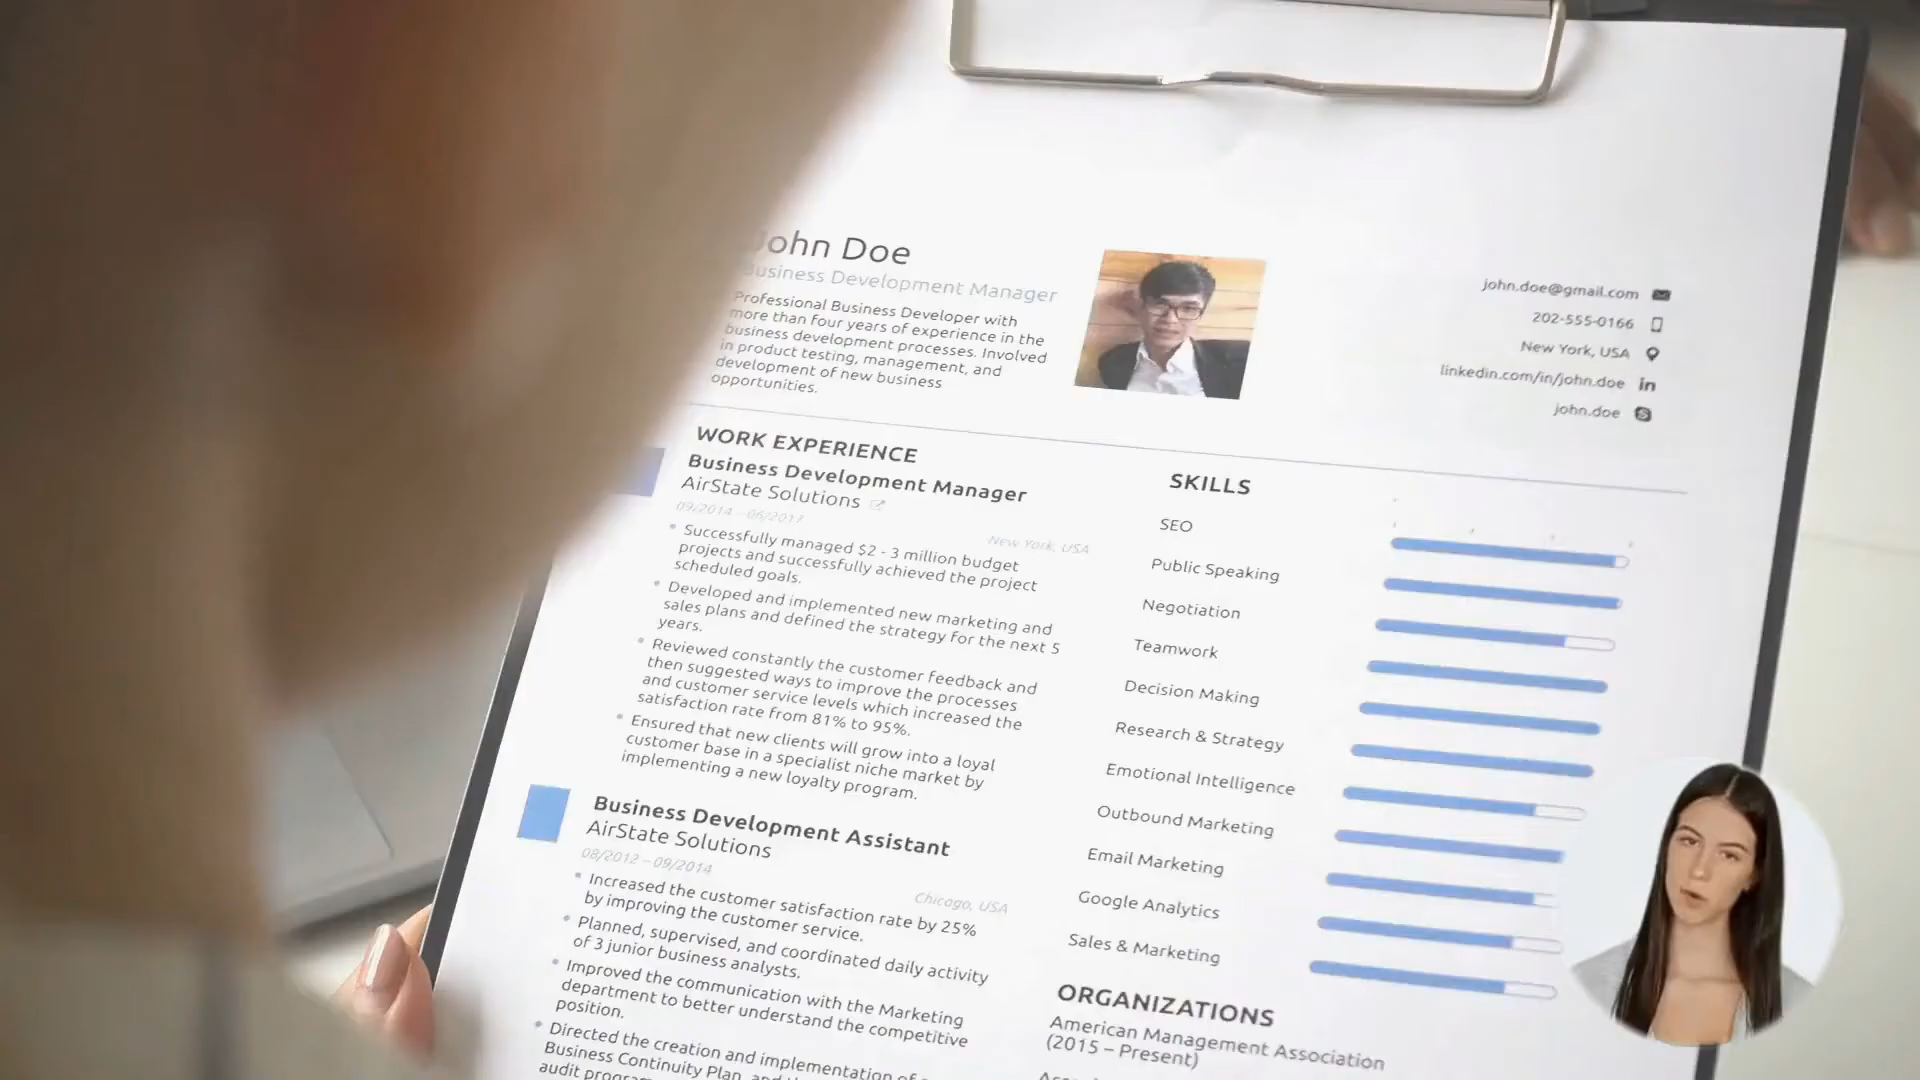 John Doe
Business Development Manager
Professional Business Developer with
more than four years of experience in the
business development processes. Involved
in product testing, management, and
development of new business
opportunities.
john.doe@gmail.com
202-555-0166
New York, USA
linkedin.com/in/john.doe
john.doe
WORK EXPERIENCE
Business Development Manager
AirState Solutions
09/2014 – 06/2017
New York, USA
Successfully managed $2 - 3 million budget
projects and successfully achieved the project
scheduled goals.
Developed and implemented new marketing and
sales plans and defined the strategy for the next 5
years.
Reviewed constantly the customer feedback and
then suggested ways to improve the processes
and customer service levels which increased the
satisfaction rate from 81% to 95%.
Ensured that new clients will grow into a loyal
customer base in a specialist niche market by
implementing a new loyalty program.
Business Development Assistant
AirState Solutions
08/2012 – 09/2014
Chicago, USA
Increased the customer satisfaction rate by 25%
by improving the customer service.
Planned, supervised, and coordinated daily activity
of 3 junior business analysts.
Improved the communication with the Marketing
department to better understand the competitive
position.
Directed the creation and implementation of
Business Continuity Plan, and
audit
SKILLS
SEO
Public Speaking
Negotiation
Teamwork
Decision Making
Research & Strategy
Emotional Intelligence
Outbound Marketing
Email Marketing
Google Analytics
Sales & Marketing
ORGANIZATIONS
American Management Association
(2015 – Present)